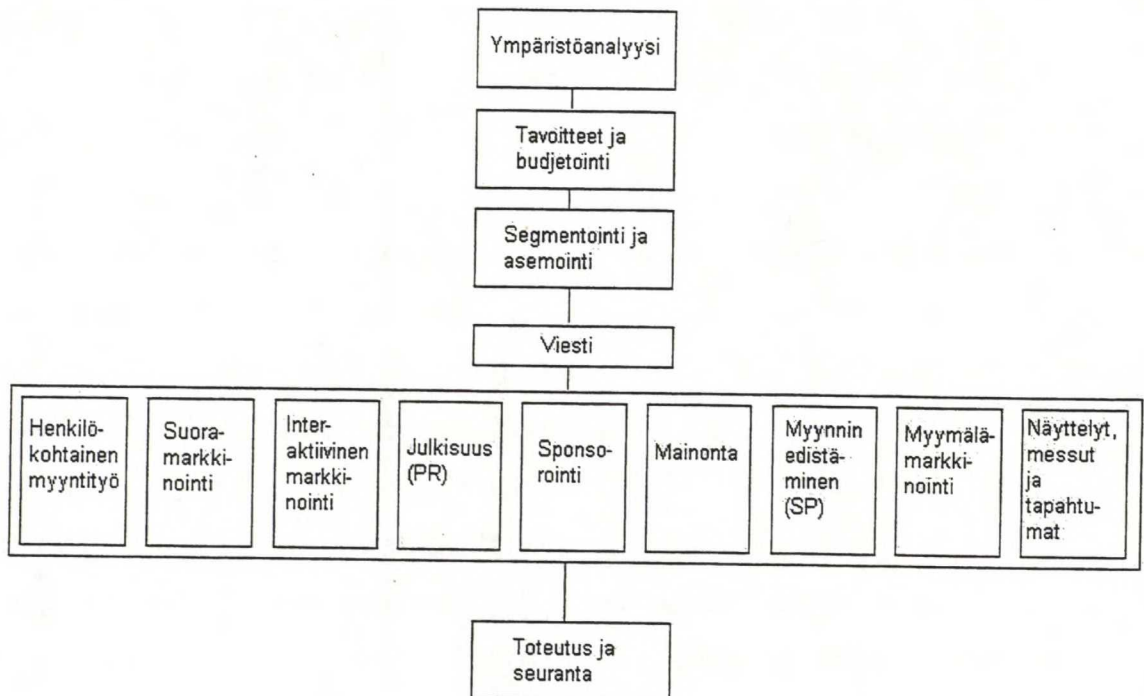 Ympäristöanalyysi
Tavoitteet ja
budjetointi
Segmentointi ja
asemointi
Viesti
Henkilö-
kohtainen
myyntityö
Suora-
markki-
nointi
Inter-
aktiivinen
markki-
nointi
Julkisuus
(PR)
Sponso-
rointi
Mainonta
Myynnin
edistä-
minen
(SP)
Myymälä-
markki-
nointi
Näyttelyt,
messut
ja
tapahtu-
mat
Toteutus ja
seuranta